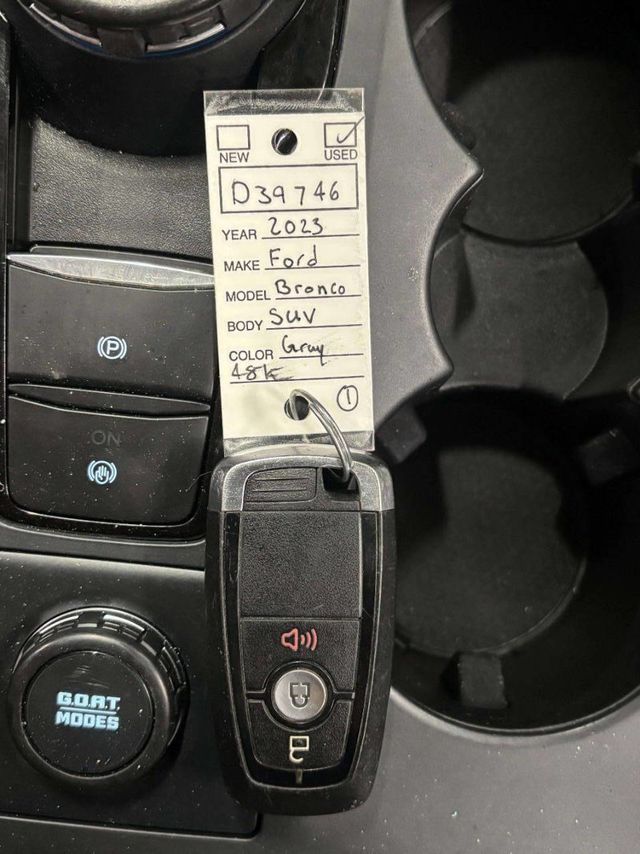 NEW USED
D39746
YEAR 2023
MAKE Ford
MODEL Bronco
BODY SUV
COLOR Gray
48k
1
P
ON
G.O.A.T.
MODES